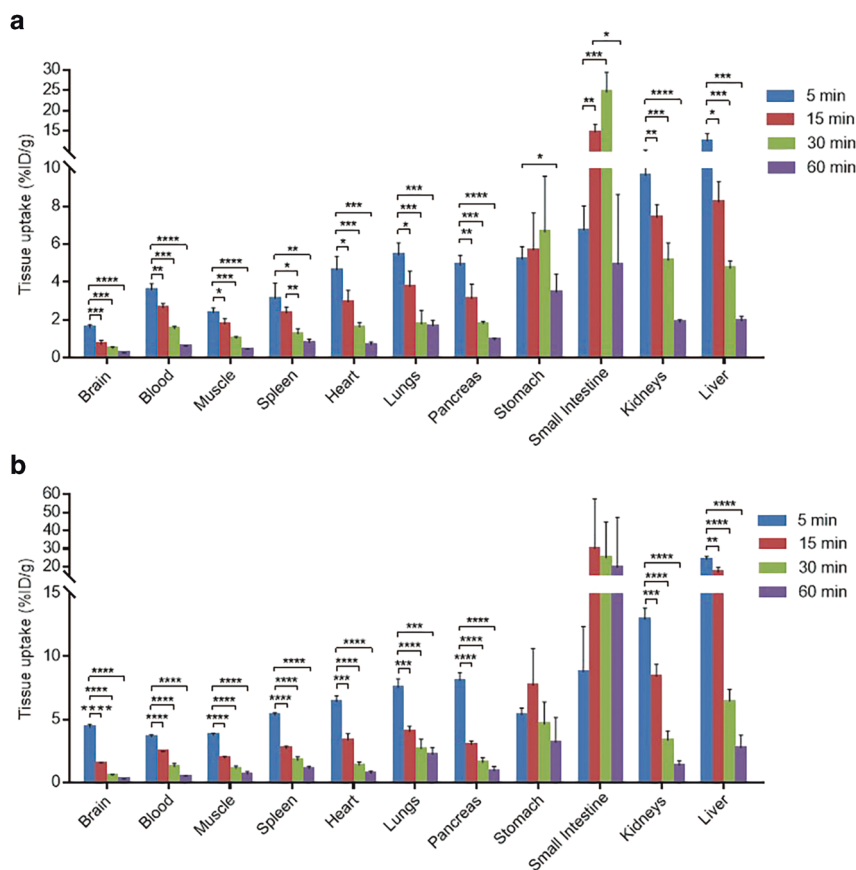 a
Tissue uptake (%ID/g)
30
25
20
15
10
8
6
4
2
0
**** *** ***
**** *** **
**** *** *
** * **
*** *** *
*** *** *
**** *** **
*
* *** **
**** *** **
*** *** *
5 min
15 min
30 min
60 min
Brain
Blood
Muscle
Spleen
Heart
Lungs
Pancreas
Stomach
Small Intestine
Kidneys
Liver
b
Tissue uptake (%ID/g)
60
50
40
30
20
15
10
5
0
**** **** ****
**** **** ****
**** **** ****
**** **** ****
**** **** ***
*** **** ***
**** **** ****
**** **** ***
**** **** **
5 min
15 min
30 min
60 min
Brain
Blood
Muscle
Spleen
Heart
Lungs
Pancreas
Stomach
Small Intestine
Kidneys
Liver